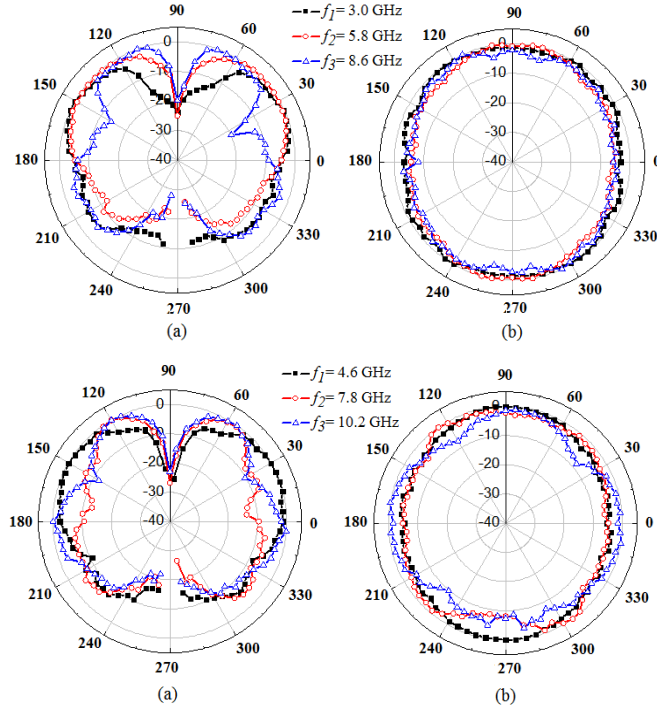 90 90
120 60 120 60
f1 = 3.0 GHz
f2 = 5.8 GHz
f3 = 8.6 GHz
150 30 150 30
0 -10 -20 -30 -40
0 -10 -20 -30 -40
180 0 180 0
210 330 210 330
240 300 240 300
270 270
(a) (b)
90 90
120 60 120 60
f1 = 4.6 GHz
f2 = 7.8 GHz
f3 = 10.2 GHz
150 30 150 30
0 -10 -20 -30 -40
0 -10 -20 -30 -40
180 0 180 0
210 330 210 330
240 300 240 300
270 270
(a) (b)